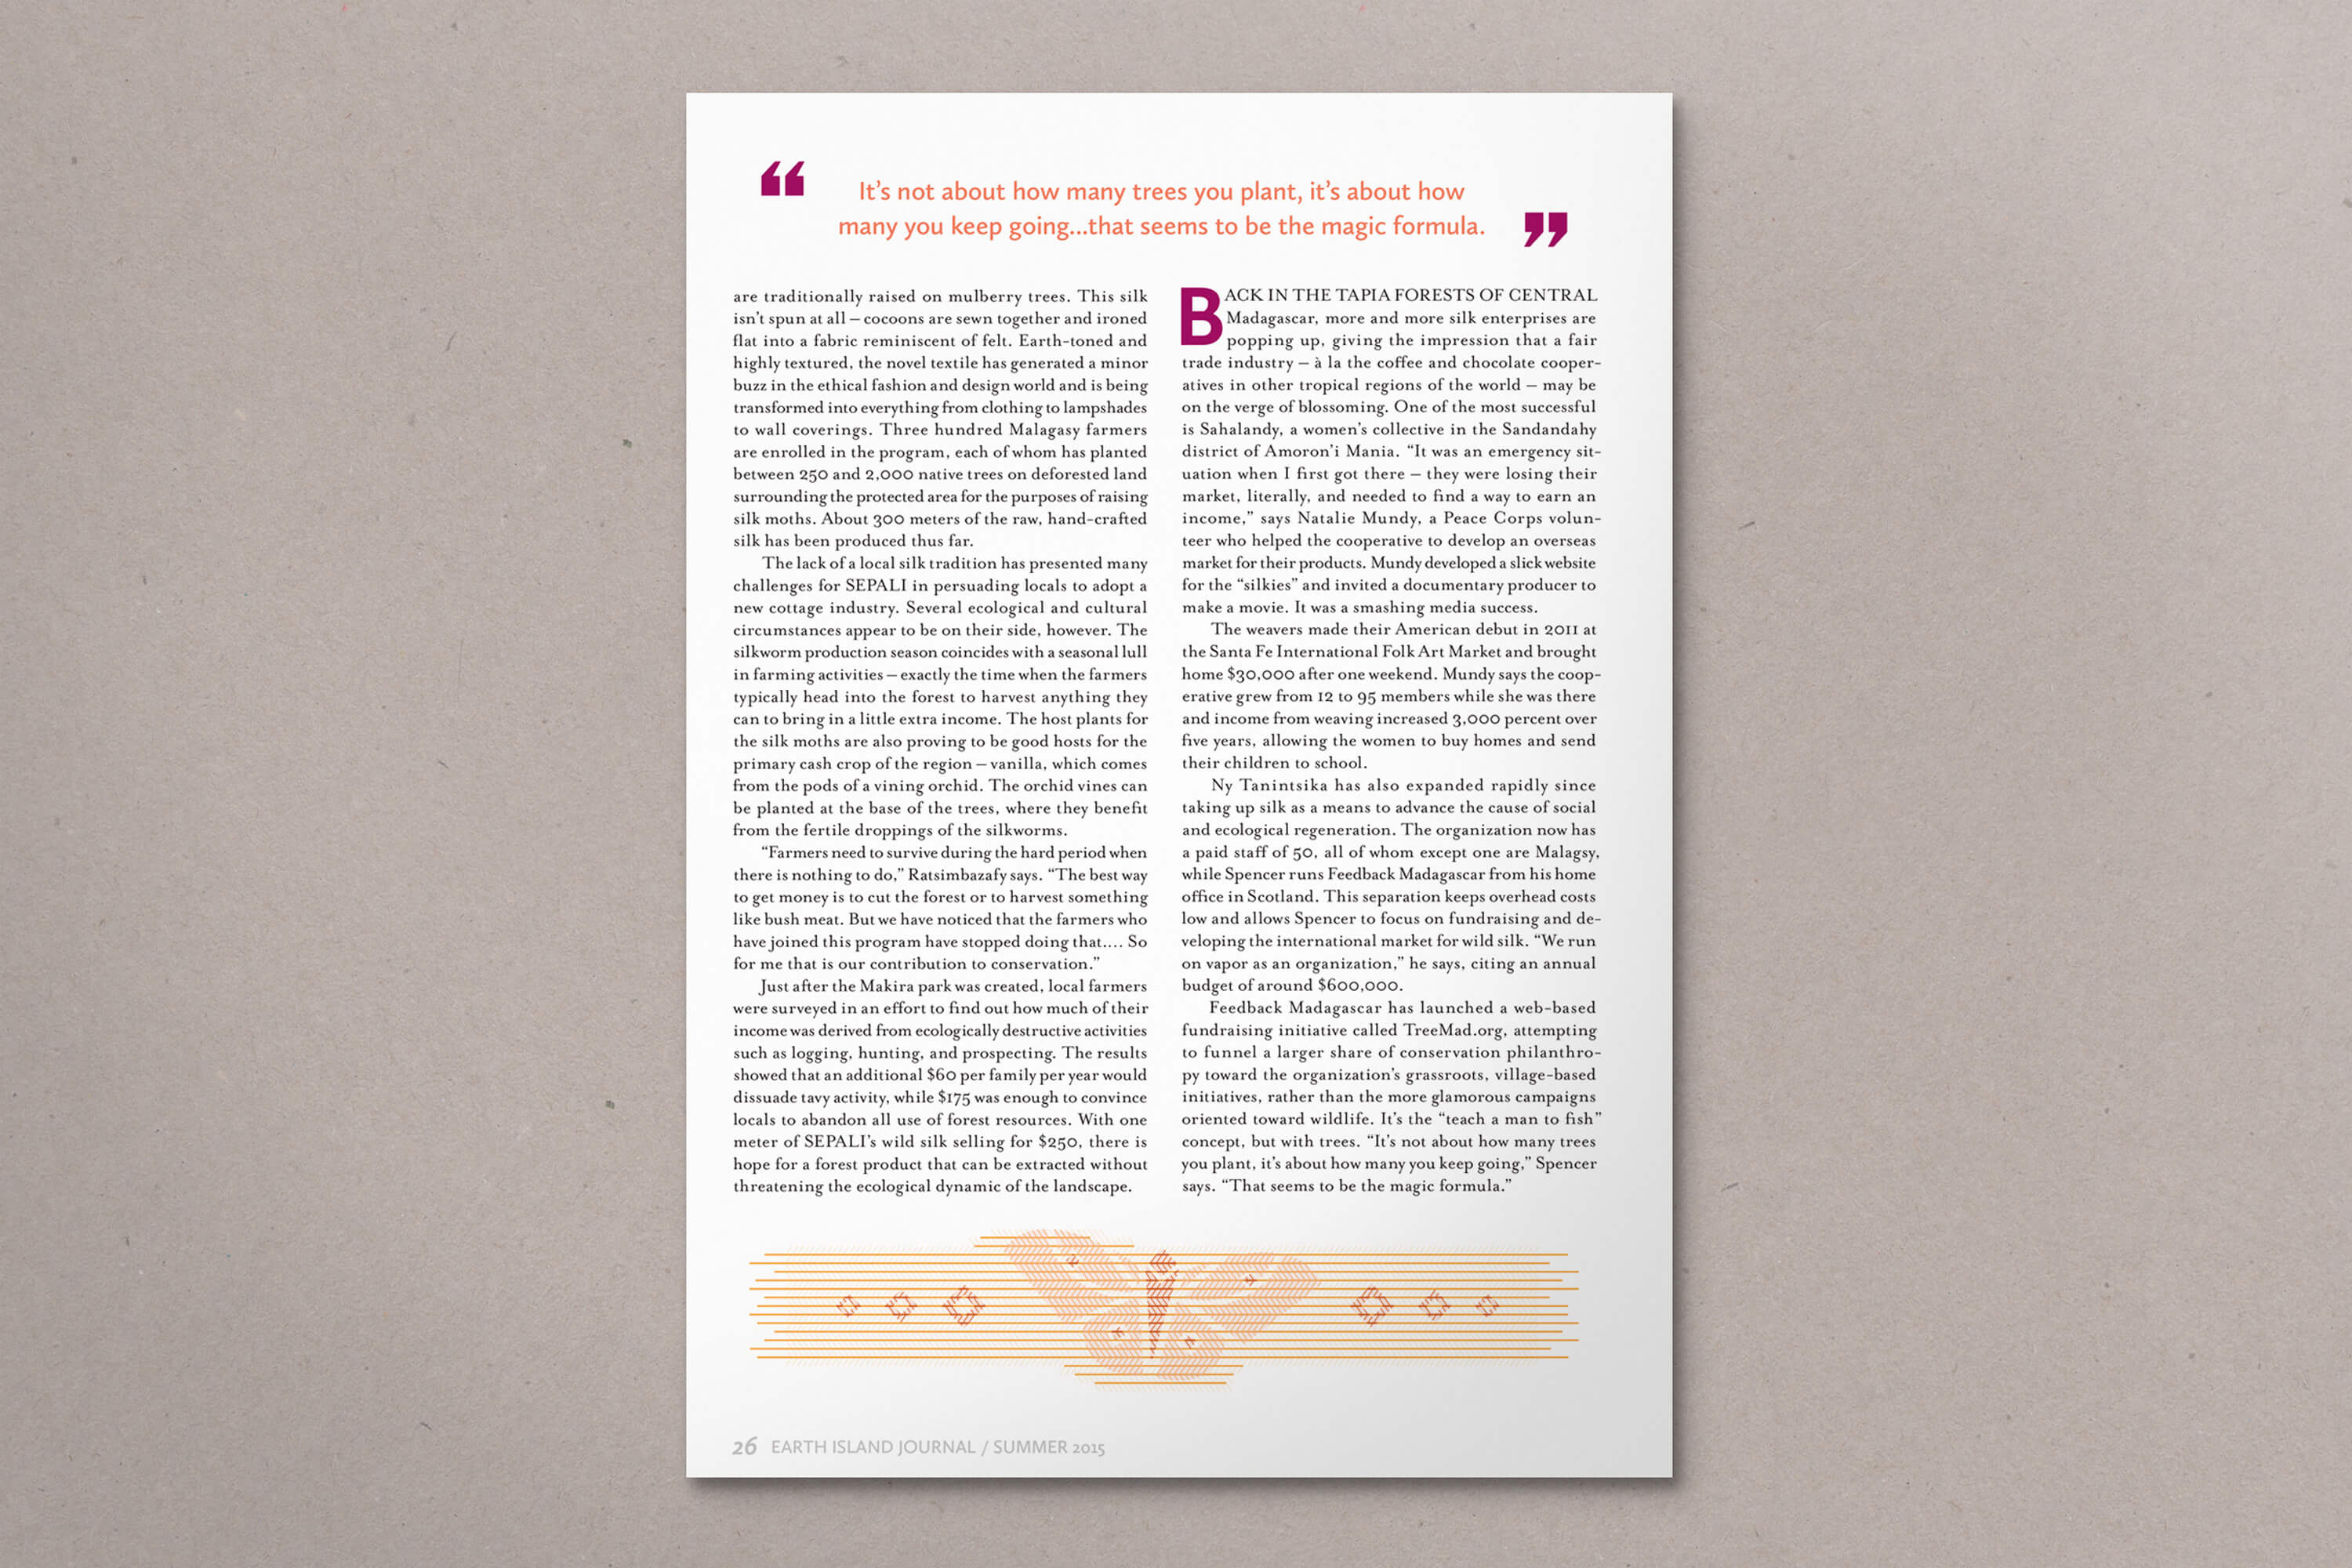 “ It’s not about how many trees you plant, it’s about how
many you keep going...that seems to be the magic formula. ”
are traditionally raised on mulberry trees. This silk
isn’t spun at all – cocoons are sewn together and ironed
flat into a fabric reminiscent of felt. Earth-toned and
highly textured, the novel textile has generated a minor
buzz in the ethical fashion and design world and is being
transformed into everything from clothing to lampshades
to wall coverings. Three hundred Malagasy farmers
are enrolled in the program, each of whom has planted
between 250 and 2,000 native trees on deforested land
surrounding the protected area for the purposes of raising
silk moths. About 300 meters of the raw, hand-crafted
silk has been produced thus far.
The lack of a local silk tradition has presented many
challenges for SEPALI in persuading locals to adopt a
new cottage industry. Several ecological and cultural
circumstances appear to be on their side, however. The
silkworm production season coincides with a seasonal lull
in farming activities – exactly the time when the farmers
typically head into the forest to harvest anything they
can to bring in a little extra income. The host plants for
the silk moths are also proving to be good hosts for the
primary cash crop of the region – vanilla, which comes
from the pods of a vining orchid. The orchid vines can
be planted at the base of the trees, where they benefit
from the fertile droppings of the silkworms.
“Farmers need to survive during the hard period when
there is nothing to do,” Ratsimbazafy says. “The best way
to get money is to cut the forest or to harvest something
like bush meat. But we have noticed that the farmers who
have joined this program have stopped doing that.... So
for me that is our contribution to conservation.”
Just after the Makira park was created, local farmers
were surveyed in an effort to find out how much of their
income was derived from ecologically destructive activities
such as logging, hunting, and prospecting. The results
showed that an additional $60 per family per year would
dissuade tavy activity, while $175 was enough to convince
locals to abandon all use of forest resources. With one
meter of SEPALI’s wild silk selling for $250, there is
hope for a forest product that can be extracted without
threatening the ecological dynamic of the landscape.
BACK IN THE TAPIA FORESTS OF CENTRAL
Madagascar, more and more silk enterprises are
popping up, giving the impression that a fair
trade industry – à la the coffee and chocolate cooper-
atives in other tropical regions of the world – may be
on the verge of blossoming. One of the most successful
is Sahalandy, a women’s collective in the Sandandahy
district of Amoron’i Mania. “It was an emergency sit-
uation when I first got there – they were losing their
market, literally, and needed to find a way to earn an
income,” says Natalie Mundy, a Peace Corps volun-
teer who helped the cooperative to develop an overseas
market for their products. Mundy developed a slick website
for the “silkies” and invited a documentary producer to
make a movie. It was a smashing media success.
The weavers made their American debut in 2011 at
the Santa Fe International Folk Art Market and brought
home $30,000 after one weekend. Mundy says the coop-
erative grew from 12 to 95 members while she was there
and income from weaving increased 3,000 percent over
five years, allowing the women to buy homes and send
their children to school.
Ny Tanintsika has also expanded rapidly since
taking up silk as a means to advance the cause of social
and ecological regeneration. The organization now has
a paid staff of 50, all of whom except one are Malagsy,
while Spencer runs Feedback Madagascar from his home
office in Scotland. This separation keeps overhead costs
low and allows Spencer to focus on fundraising and de-
veloping the international market for wild silk. “We run
on vapor as an organization,” he says, citing an annual
budget of around $600,000.
Feedback Madagascar has launched a web-based
fundraising initiative called TreeMad.org, attempting
to funnel a larger share of conservation philanthro-
py toward the organization’s grassroots, village-based
initiatives, rather than the more glamorous campaigns
oriented toward wildlife. It’s the “teach a man to fish”
concept, but with trees. “It’s not about how many trees
you plant, it’s about how many you keep going,” Spencer
says. “That seems to be the magic formula.”
26 EARTH ISLAND JOURNAL / SUMMER 2015